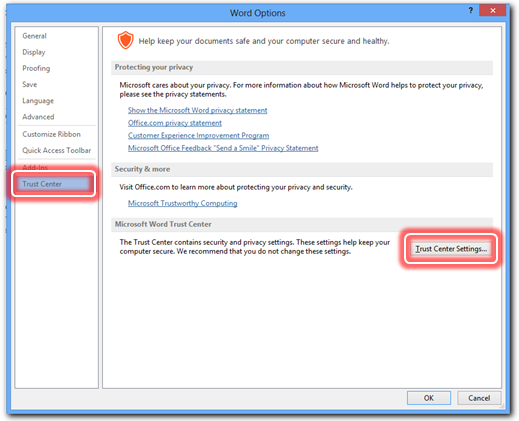 Word Options
?
General
Display
Proofing
Save
Language
Advanced
Customize Ribbon
Quick Access Toolbar
Add-Ins
Trust Center
Help keep your documents safe and your computer secure and healthy.
Protecting your privacy
Microsoft cares about your privacy. For more information about how Microsoft Word helps to protect your privacy,
please see the privacy statements.
Show the Microsoft Word privacy statement
Office.com privacy statement
Customer Experience Improvement Program
Microsoft Office Feedback "Send a Smile" Privacy Statement
Security & more
Visit Office.com to learn more about protecting your privacy and security.
Microsoft Trustworthy Computing
Microsoft Word Trust Center
The Trust Center contains security and privacy settings. These settings help keep your
computer secure. We recommend that you do not change these settings.
Trust Center Settings...
OK
Cancel